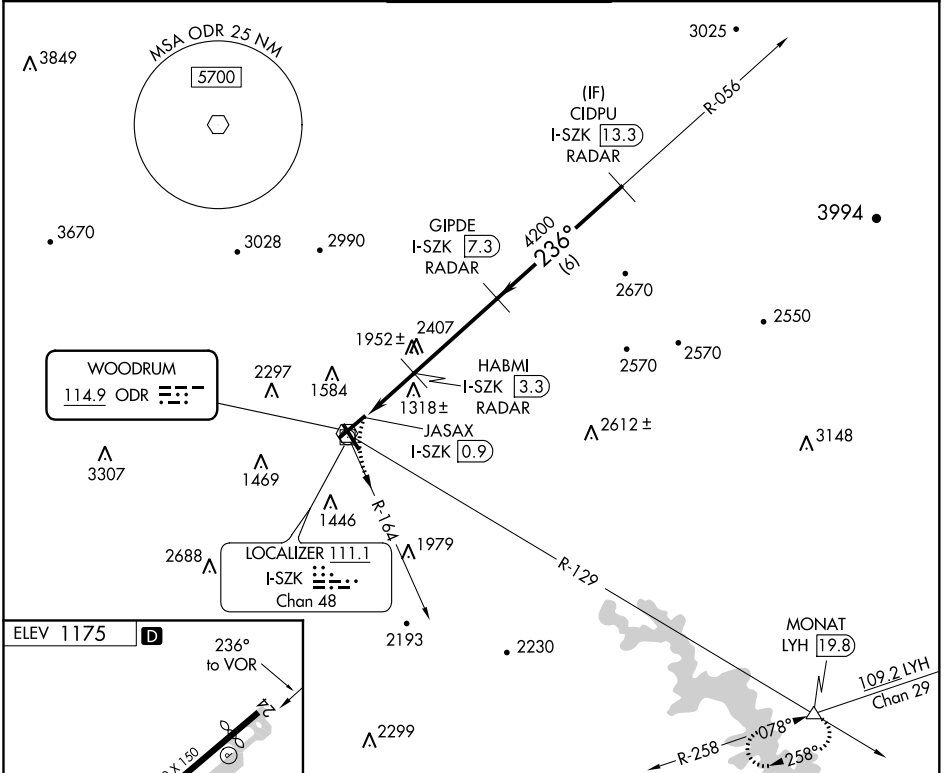 MSA ODR 25 NM
5700
3849
3025
R-056
(IF)
CIDPU
I-SZK 13.3
RADAR
3994
GIPDE
I-SZK 7.3
RADAR
4200
236°
(6)
3670
3028
2990
2670
2550
2570
2570
1952 ±
2407
WOODRUM
114.9 ODR
2297
1584
1318 ±
HABMI
I-SZK 3.3
RADAR
JASAX
I-SZK 0.9
2612 ±
3148
3307
1469
1446
R-164
2688
LOCALIZER 111.1
I-SZK
Chan 48
1979
R-129
2193
2230
MONAT
LYH 19.8
109.2 LYH
Chan 29
078°
R-258
258°
2299
ELEV 1175 D
236°
to VOR
24
P
X 150